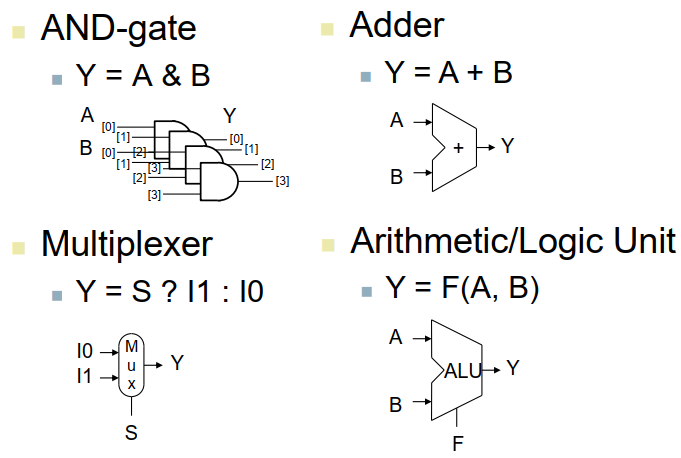 AND-gate
Y = A & B
A
Y
[0]
[1]
[0]
B
[0]
[2]
[1]
[1]
[3]
[2]
[2]
[3]
[3]
Adder
Y = A + B
A
+
Y
B
Multiplexer
Y = S ? I1 : I0
I0
I1
Mux
Y
S
Arithmetic/Logic Unit
Y = F(A, B)
A
ALU
Y
B
F